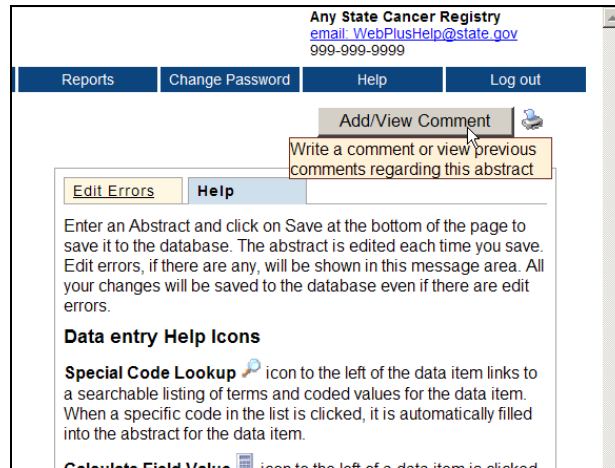 Any State Cancer Registry
email: WebPlusHelp@state.gov
999-999-9999
Reports Change Password Help Log out
Add/View Comment
Write a comment or view previous
comments regarding this abstract
Edit Errors Help
Enter an Abstract and click on Save at the bottom of the page to
save it to the database. The abstract is edited each time you save.
Edit errors, if there are any, will be shown in this message area. All
your changes will be saved to the database even if there are edit
errors.
Data entry Help Icons
Special Code Lookup icon to the left of the data item links to
a searchable listing of terms and coded values for the data item.
When a specific code in the list is clicked, it is automatically filled
into the abstract for the data item.
Calculate Field Value icon to the left of a data item is clicked